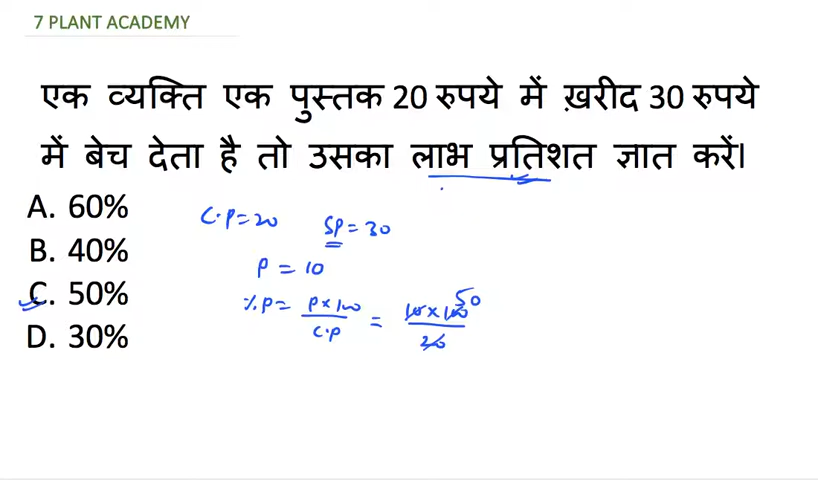 7 PLANT ACADEMY
एक व्यक्ति एक पुस्तक 20 रुपये में ख़रीद 30 रुपये
में बेच देता है तो उसका लाभ प्रतिशत ज्ञात करें।
A. 60%
B. 40%
C. 50%
D. 30%
C.P = 20 SP = 30
P = 10
% P = P × 100 / C.P = 10 × 100 / 20 50